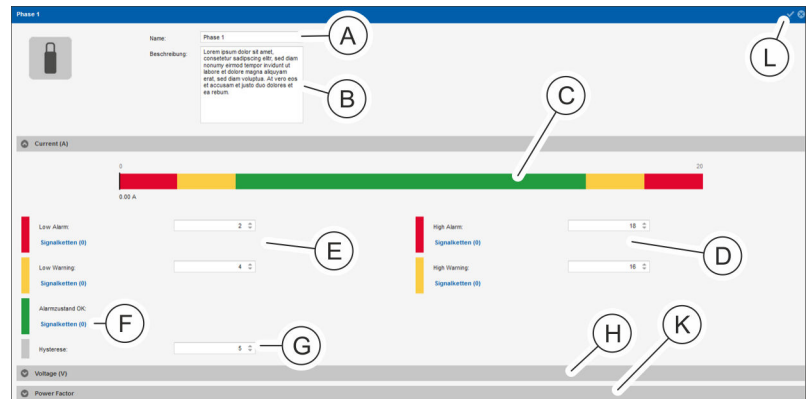 Phase 1
Name:
Phase 1
A
L
Beschreibung:
Lorem ipsum dolor sit amet,
consetetur sadipscing elitr, sed diam
nonumy eirmod tempor invidunt ut
labore et dolore magna aliquyam
erat, sed diam voluptua. At vero eos
et accusam et justo duo dolores et
ea rebum.
B
C
Current (A)
0
20
0.00 A
Low Alarm:
2
High Alarm:
18
Signalketten (0)
E
Signalketten (0)
D
Low Warning:
4
High Warning:
16
Signalketten (0)
Signalketten (0)
Alarmzustand OK:
Signalketten (0)
F
Hysterese:
5
G
H
K
Voltage (V)
Power Factor